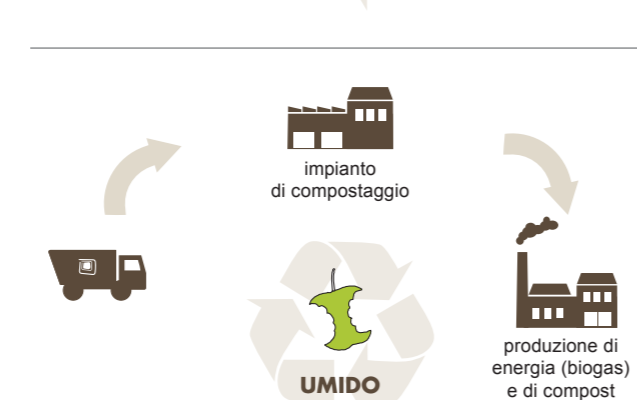 impianto
di compostaggio
UMIDO
produzione di
energia (biogas)
e di compost